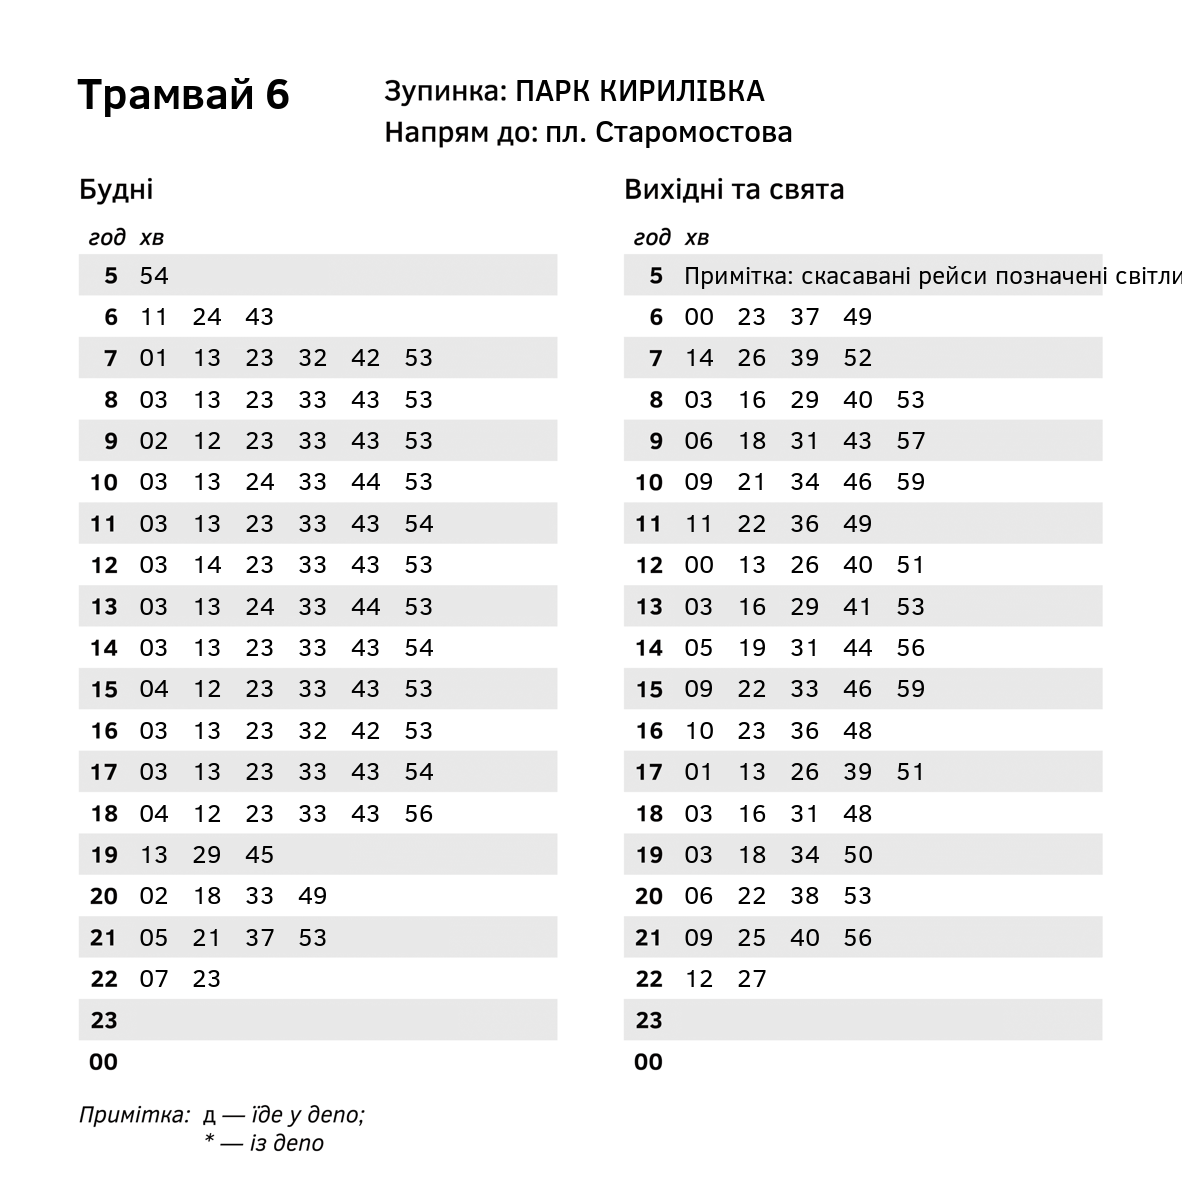 Трамвай 6
Зупинка: ПАРК КИРИЛІВКА
Напрям до: пл. Старомостова
Будні
год хв
5 54
6 11 24 43
7 01 13 23 32 42 53
8 03 13 23 33 43 53
9 02 12 23 33 43 53
10 03 13 24 33 44 53
11 03 13 23 33 43 54
12 03 14 23 33 43 53
13 03 13 24 33 44 53
14 03 13 23 33 43 54
15 04 12 23 33 43 53
16 03 13 23 32 42 53
17 03 13 23 33 43 54
18 04 12 23 33 43 56
19 13 29 45
20 02 18 33 49
21 05 21 37 53
22 07 23
23
00
Вихідні та свята
год хв
5 Примітка: скасавані рейси позначені світли
6 00 23 37 49
7 14 26 39 52
8 03 16 29 40 53
9 06 18 31 43 57
10 09 21 34 46 59
11 11 22 36 49
12 00 13 26 40 51
13 03 16 29 41 53
14 05 19 31 44 56
15 09 22 33 46 59
16 10 23 36 48
17 01 13 26 39 51
18 03 16 31 48
19 03 18 34 50
20 06 22 38 53
21 09 25 40 56
22 12 27
23
00
Примітка: д — їде у депо;
* — із депо